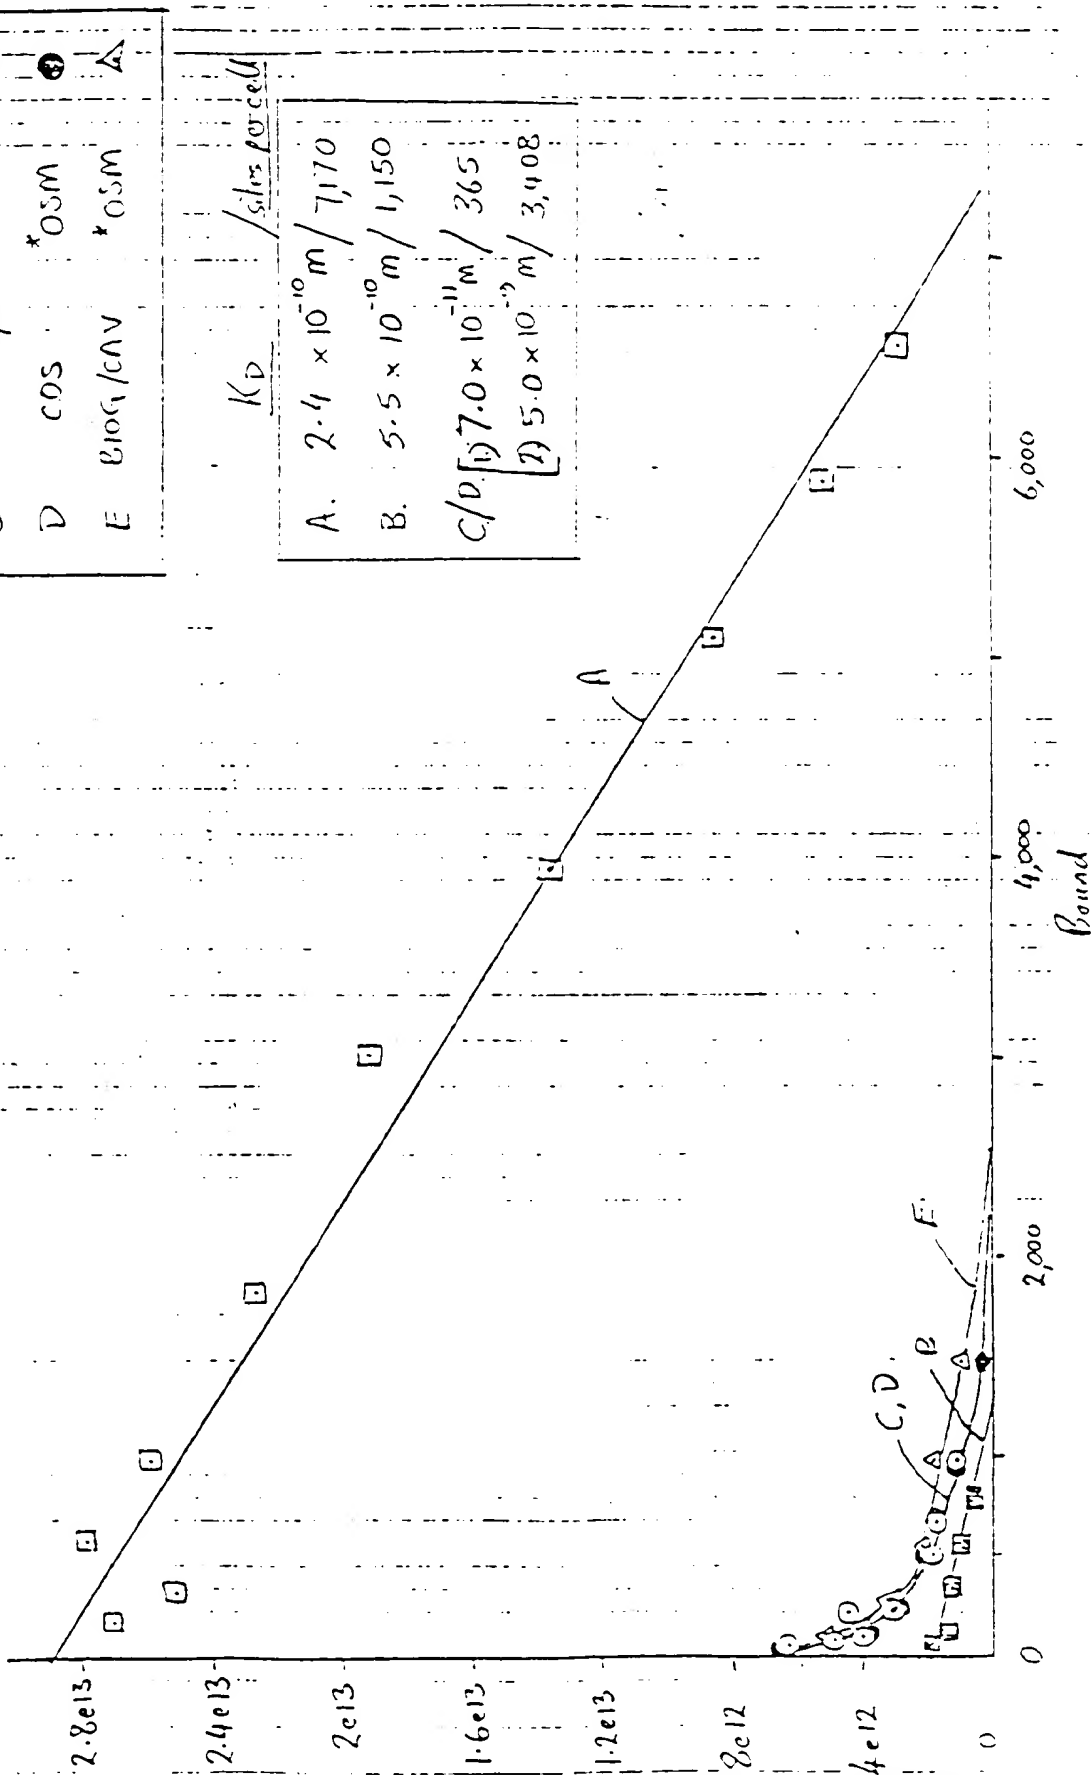 D COS *OSM
E BIOG/CAV *OSM
KD /sites per cell
A. 2.4 × 10⁻¹⁰ m / 7,170
B. 5.5 × 10⁻¹⁰ m / 1,150
C/D. [1) 7.0 × 10⁻¹¹ m / 365
[2) 5.0 × 10⁻⁹ m / 3,408
A
E
C, D.
B
2.8e13
2.4e13
2e13
1.6e13
1.2e13
8e12
4e12
0
0
2,000
4,000
6,000
Bound